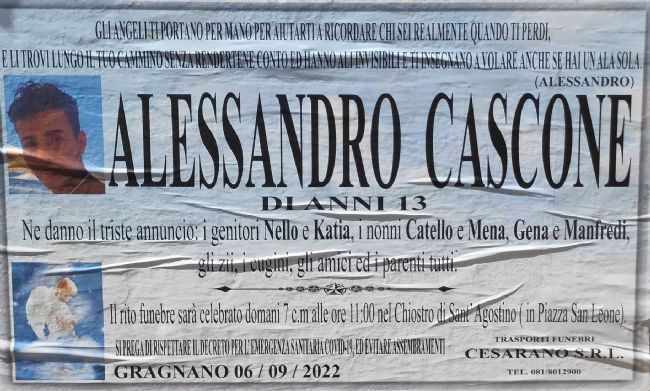 GLI ANGELI TI PORTANO PER MANO PER AIUTARTI A RICORDARE CHI SEI REALMENTE QUANDO TI PERDI,
E LI TROVI LUNGO IL TUO CAMMINO SENZA RENDERTENE CONTO ED HANNO ALI INVISIBILI E TI INSEGNANO A VOLARE ANCHE SE HAI UN ALA SOLA
(ALESSANDRO)
ALESSANDRO CASCONE
DI ANNI 13
Ne danno il triste annuncio: i genitori Nello e Katia, i nonni Catello e Mena, Gena e Manfredi,
gli zii, i cugini, gli amici ed i parenti tutti.
Il rito funebre sarà celebrato domani 7 c.m alle ore 11:00 nel Chiostro di Sant' Agostino ( in Piazza San Leone).
SI PREGA DI RISPETTARE IL DECRETO PER L'EMERGENZA SANITARIA COVID-19, ED EVITARE ASSEMBRAMENTI
GRAGNANO 06 / 09 / 2022
TRASPORTI FUNEBRI
CESARANO S.R.L.
TEL. 081/8012900